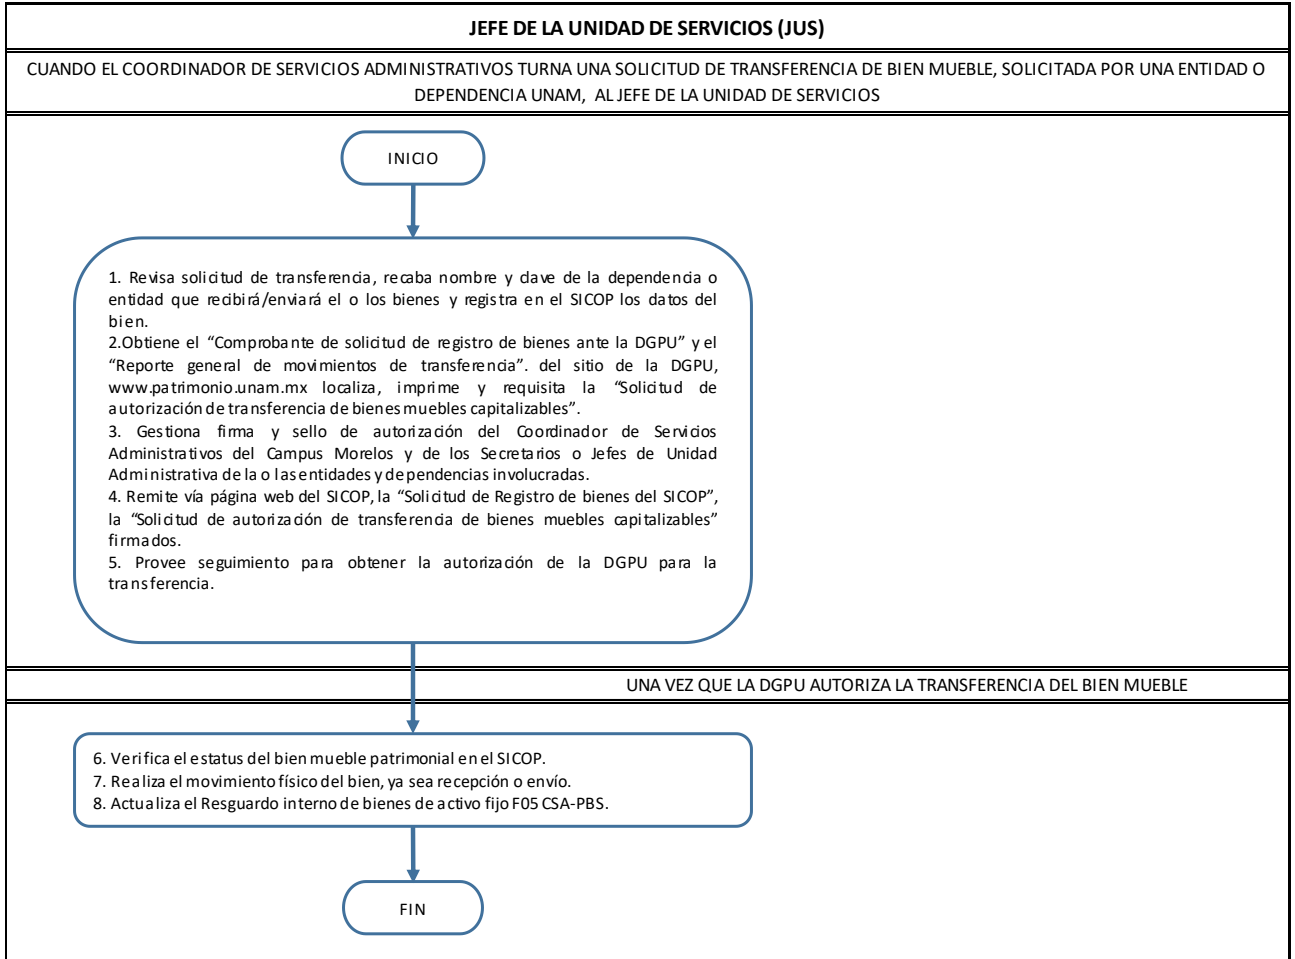 JEFE DE LA UNIDAD DE SERVICIOS (JUS)
CUANDO EL COORDINADOR DE SERVICIOS ADMINISTRATIVOS TURNA UNA SOLICITUD DE TRANSFERENCIA DE BIEN MUEBLE, SOLICITADA POR UNA ENTIDAD O
DEPENDENCIA UNAM, AL JEFE DE LA UNIDAD DE SERVICIOS
INICIO
1. Revisa solicitud de transferencia, recaba nombre y clave de la dependencia o
entidad que recibirá/enviará el o los bienes y registra en el SICOP los datos del
bien.
2.Obtiene el “Comprobante de solicitud de registro de bienes ante la DGPU” y el
“Reporte general de movimientos de transferencia”. del sitio de la DGPU,
www.patrimonio.unam.mx localiza, imprime y requisita la “Solicitud de
autorización de transferencia de bienes muebles capitalizables”.
3. Gestiona firma y sello de autorización del Coordinador de Servicios
Administrativos del Campus Morelos y de los Secretarios o Jefes de Unidad
Administrativa de la o las entidades y dependencias involucradas.
4. Remite vía página web del SICOP, la “Solicitud de Registro de bienes del SICOP”,
la “Solicitud de autorización de transferencia de bienes muebles capitalizables”
firmados.
5. Provee seguimiento para obtener la autorización de la DGPU para la
transferencia.
UNA VEZ QUE LA DGPU AUTORIZA LA TRANSFERENCIA DEL BIEN MUEBLE
6. Verifica el estatus del bien mueble patrimonial en el SICOP.
7. Realiza el movimiento físico del bien, ya sea recepción o envío.
8. Actualiza el Resguardo interno de bienes de activo fijo F05 CSA-PBS.
FIN